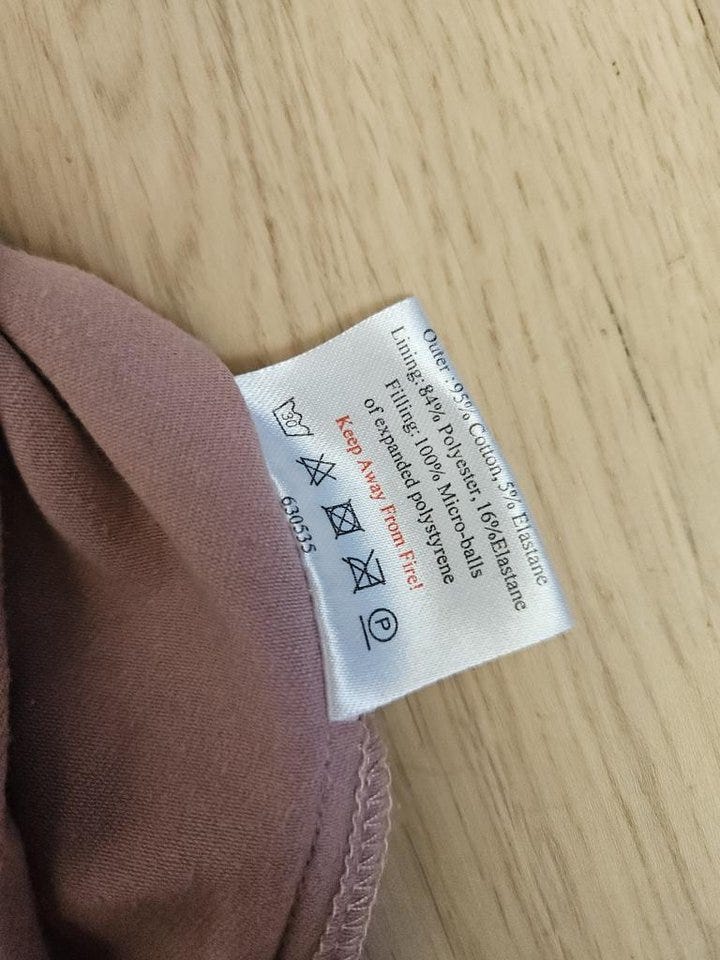 Outer : 95% Cotton, 5% Elastane
Lining: 84% Polyester, 16%Elastane
Filling: 100% Micro-balls
of expanded polystyrene
Keep Away From Fire!
30
P
630535